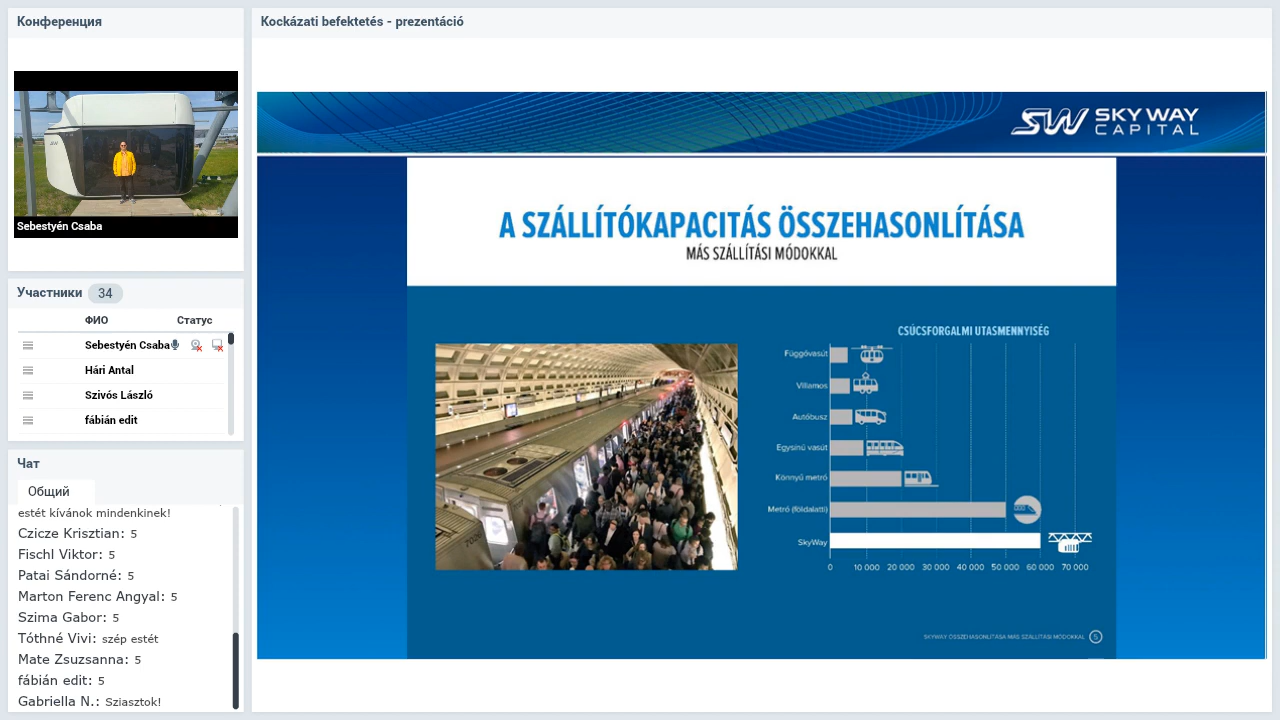 Конференция
Sebestyén Csaba
Участники 34
ФИО Статус
Sebestyén Csaba
Hári Antal
Szivós László
fábián edit
Чат
Общий
estét kívánok mindenkinek!
Czicze Krisztian: 5
Fischl Viktor: 5
Patai Sándorné: 5
Marton Ferenc Angyal: 5
Szima Gabor: 5
Tóthné Vivi: szép estét
Mate Zsuzsanna: 5
fábián edit: 5
Gabriella N.: Sziasztok!
Kockázati befektetés - prezentáció
SW SKY WAY
CAPITAL
A SZÁLLÍTÓKAPACITÁS ÖSSZEHASONLÍTÁSA
MÁS SZÁLLÍTÁSI MÓDOKKAL
CSÚCSFORGALMI UTASMENNYISÉG
Függővasút
Villamos
Autóbusz
Egysínű vasút
Könnyű metró
Metró (földalatti)
SkyWay
0 10 000 20 000 30 000 40 000 50 000 60 000 70 000
SKYWAY ÖSSZEHASONLÍTÁSA MÁS SZÁLLÍTÁSI MÓDOKKAL 5